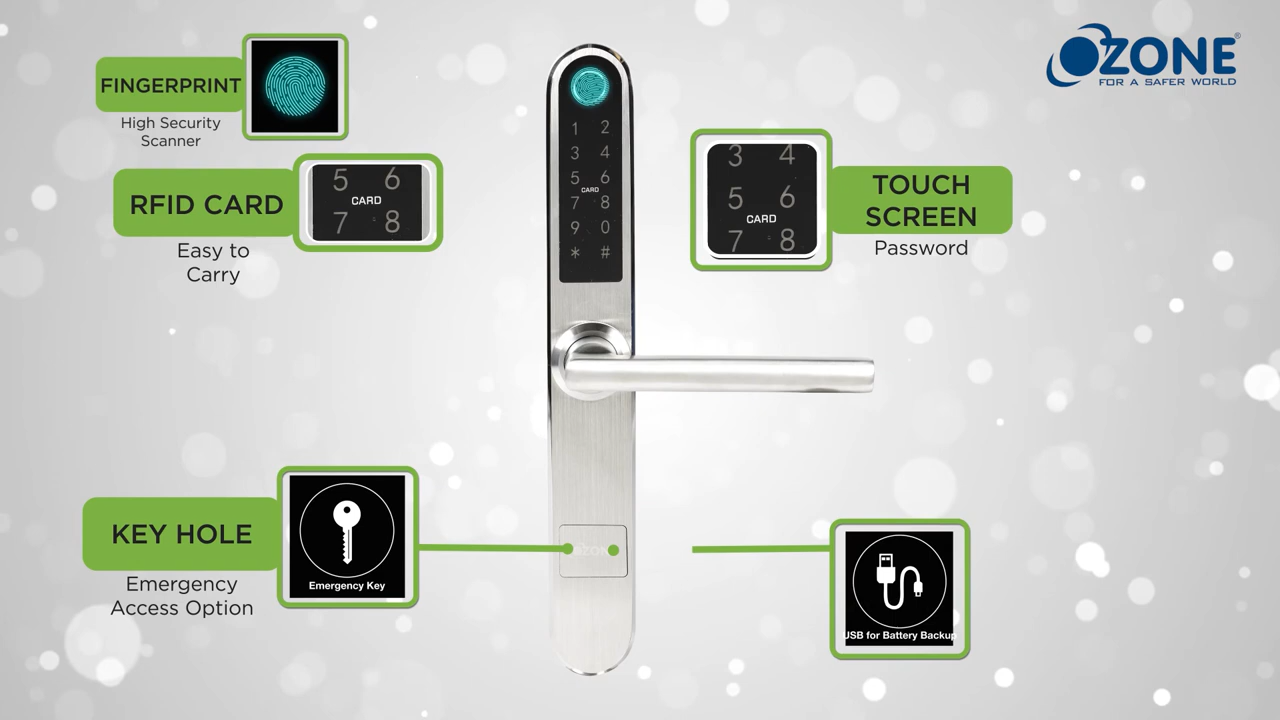 OZONE®
FOR A SAFER WORLD
FINGERPRINT
High Security
Scanner
RFID CARD
Easy to
Carry
5 6
CARD
7 8
1 2
3 4
5 6
CARD
7 8
9 0
* #
3 4
5 6
CARD
7 8
TOUCH
SCREEN
Password
KEY HOLE
Emergency
Access Option
Emergency Key
OZONE
USB for Battery Backup